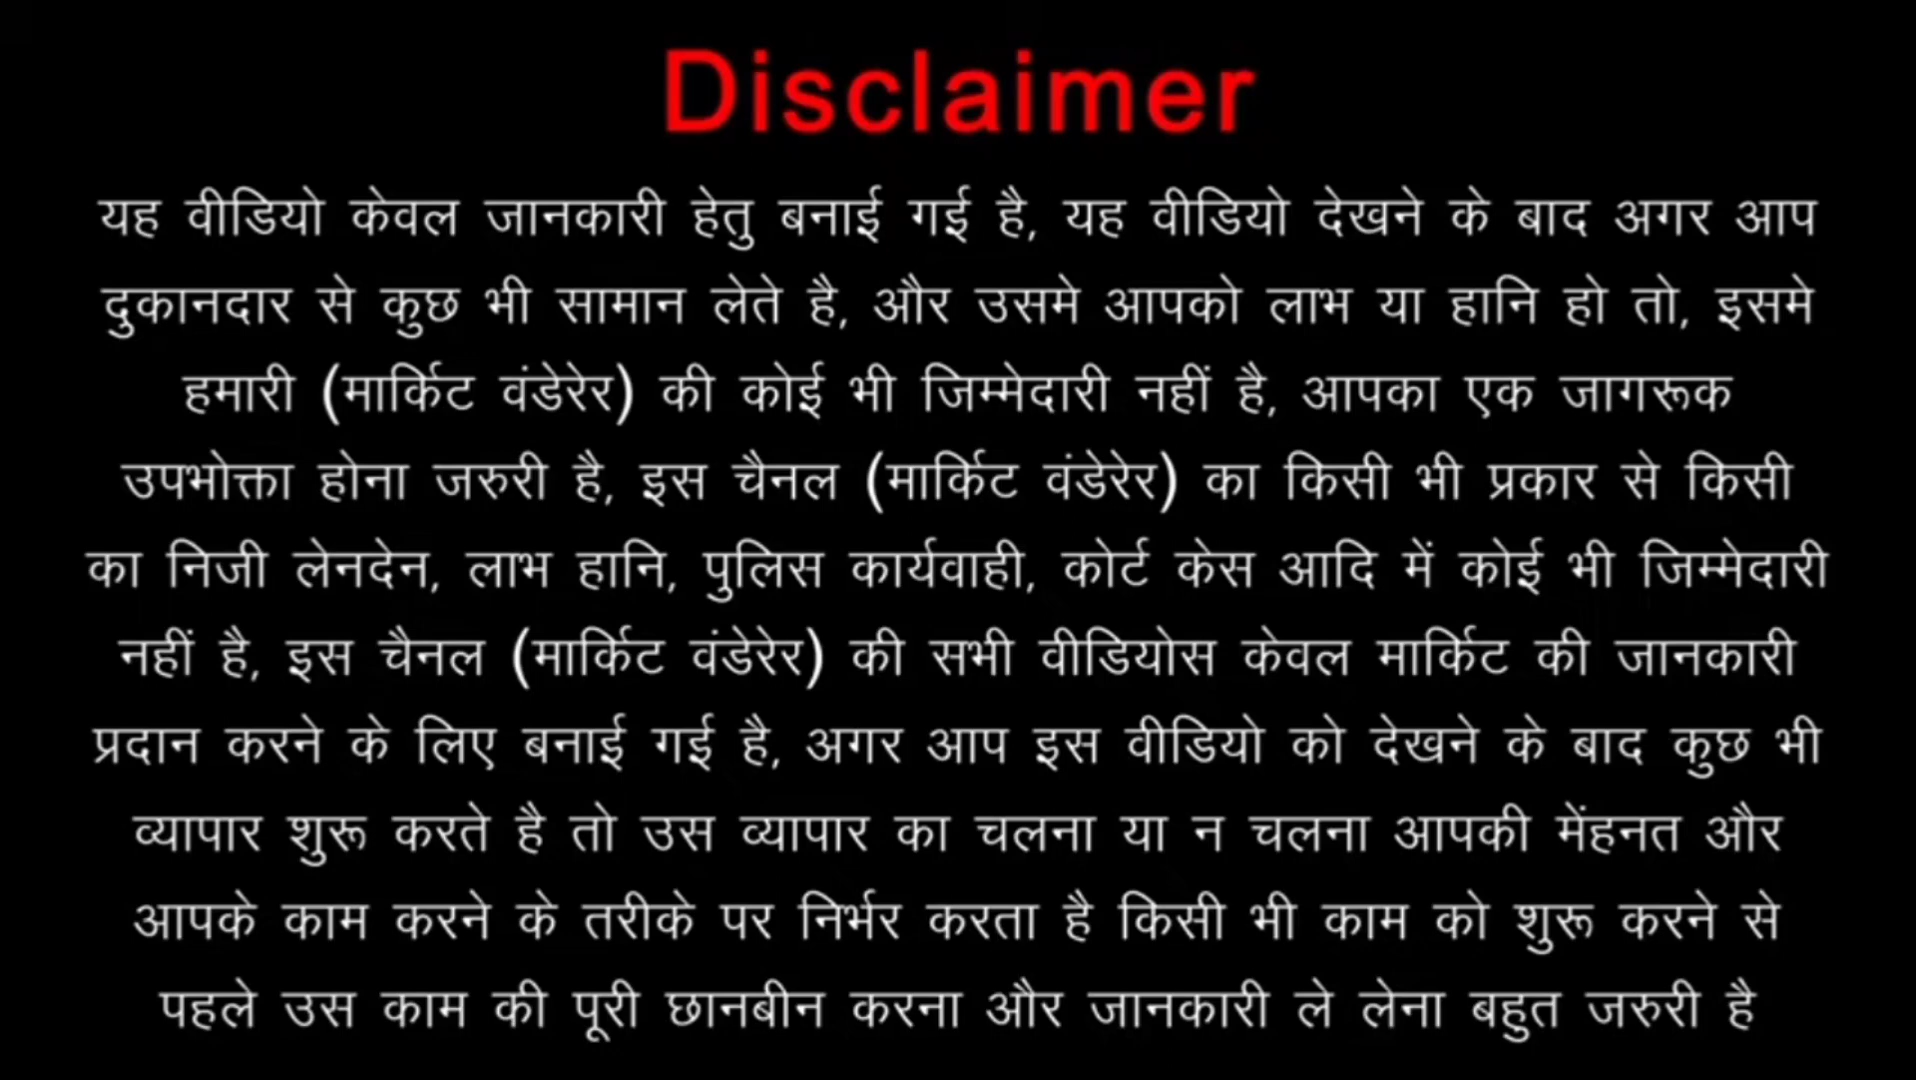 Disclaimer
यह वीडियो केवल जानकारी हेतु बनाई गई है, यह वीडियो देखने के बाद अगर आप
दुकानदार से कुछ भी सामान लेते है, और उसमे आपको लाभ या हानि हो तो, इसमे
हमारी (मार्किट वंडेरेर) की कोई भी जिम्मेदारी नहीं है, आपका एक जागरूक
उपभोक्ता होना जरुरी है, इस चैनल (मार्किट वंडेरेर) का किसी भी प्रकार से किसी
का निजी लेनदेन, लाभ हानि, पुलिस कार्यवाही, कोर्ट केस आदि में कोई भी जिम्मेदारी
नहीं है, इस चैनल (मार्किट वंडेरेर) की सभी वीडियोस केवल मार्किट की जानकारी
प्रदान करने के लिए बनाई गई है, अगर आप इस वीडियो को देखने के बाद कुछ भी
व्यापार शुरू करते है तो उस व्यापार का चलना या न चलना आपकी मेंहनत और
आपके काम करने के तरीके पर निर्भर करता है किसी भी काम को शुरू करने से
पहले उस काम की पूरी छानबीन करना और जानकारी ले लेना बहुत जरुरी है